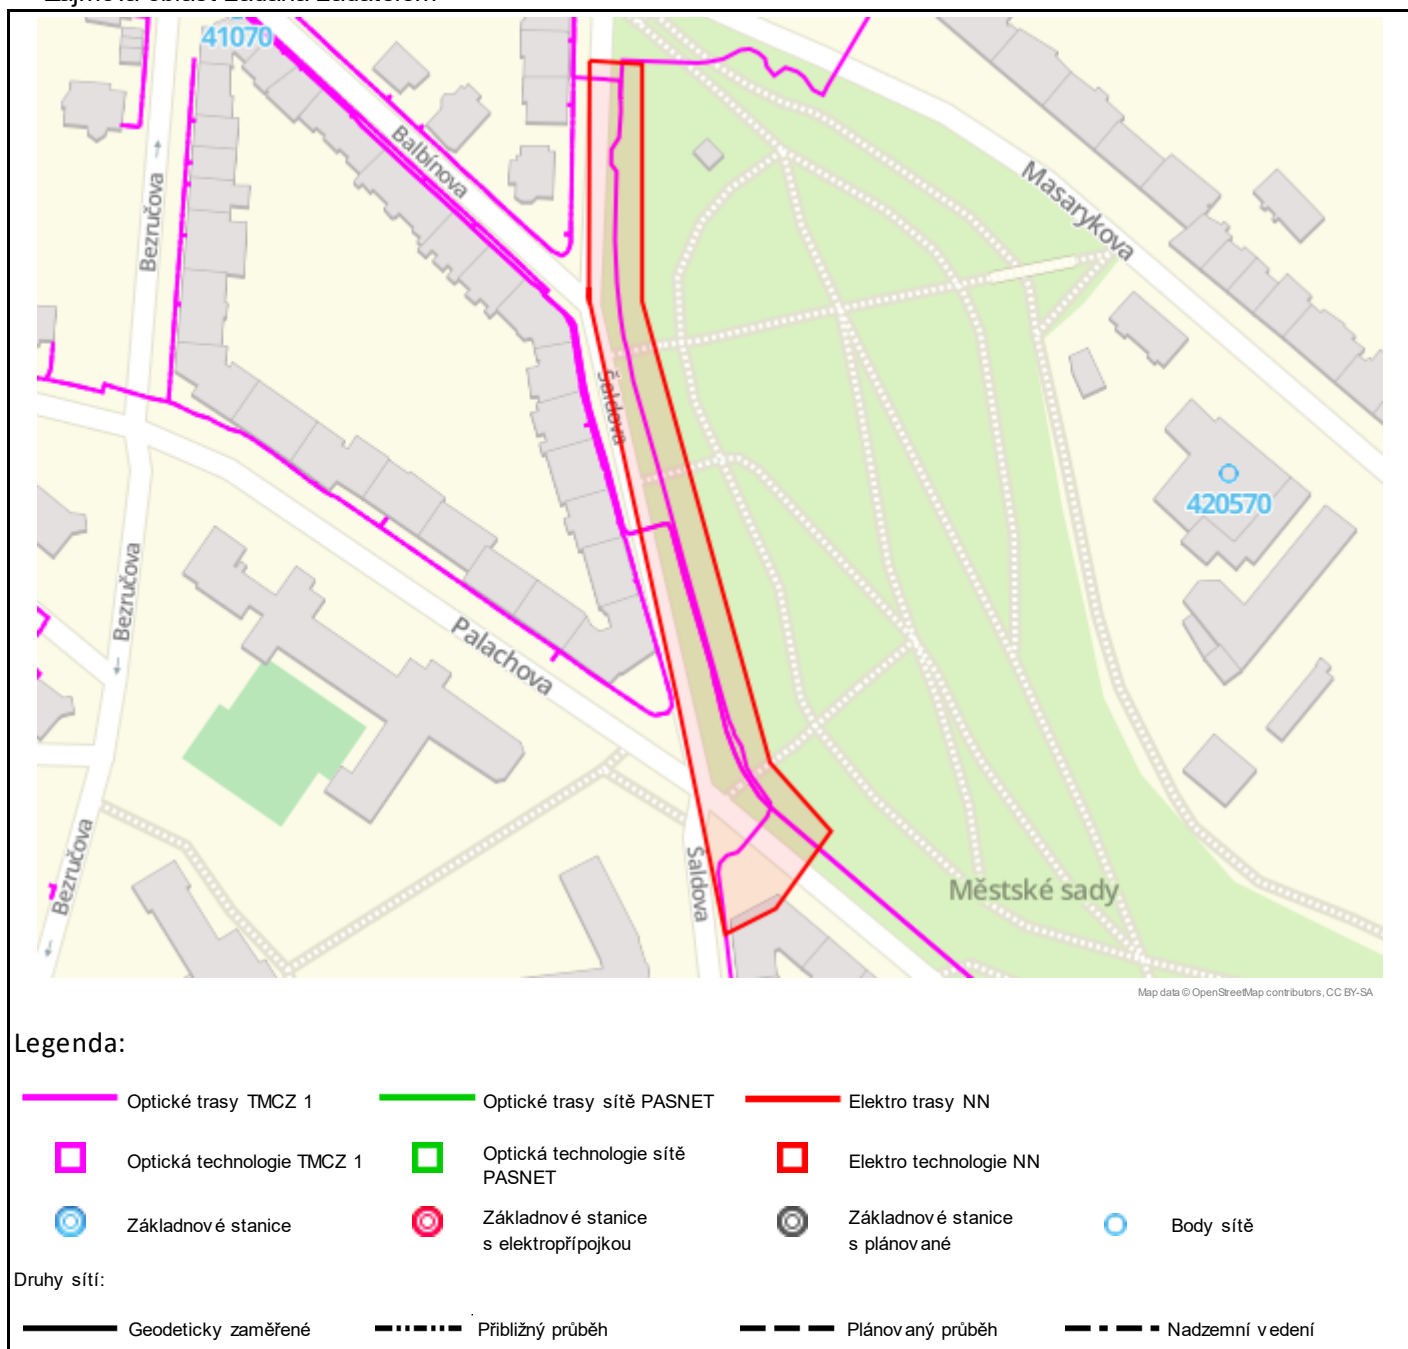 41070
Balbínova
Bezručova
Masarykova
Šaldova
420570
Bezručova
Palachova
Bezručova
Šaldova
Městské sady
Map data © OpenStreetMap contributors, CC BY-SA
Legenda:
Optické trasy TMCZ 1
Optické trasy sítě PASNET
Elektro trasy NN
Optická technologie TMCZ 1
Optická technologie sítě
PASNET
Elektro technologie NN
Základnové stanice
Základnové stanice
s elektropřípojkou
Základnové stanice
s plánované
Body sítě
Druhy sítí:
Geodeticky zaměřené
Přibližný průběh
Plánovaný průběh
Nadzemní vedení